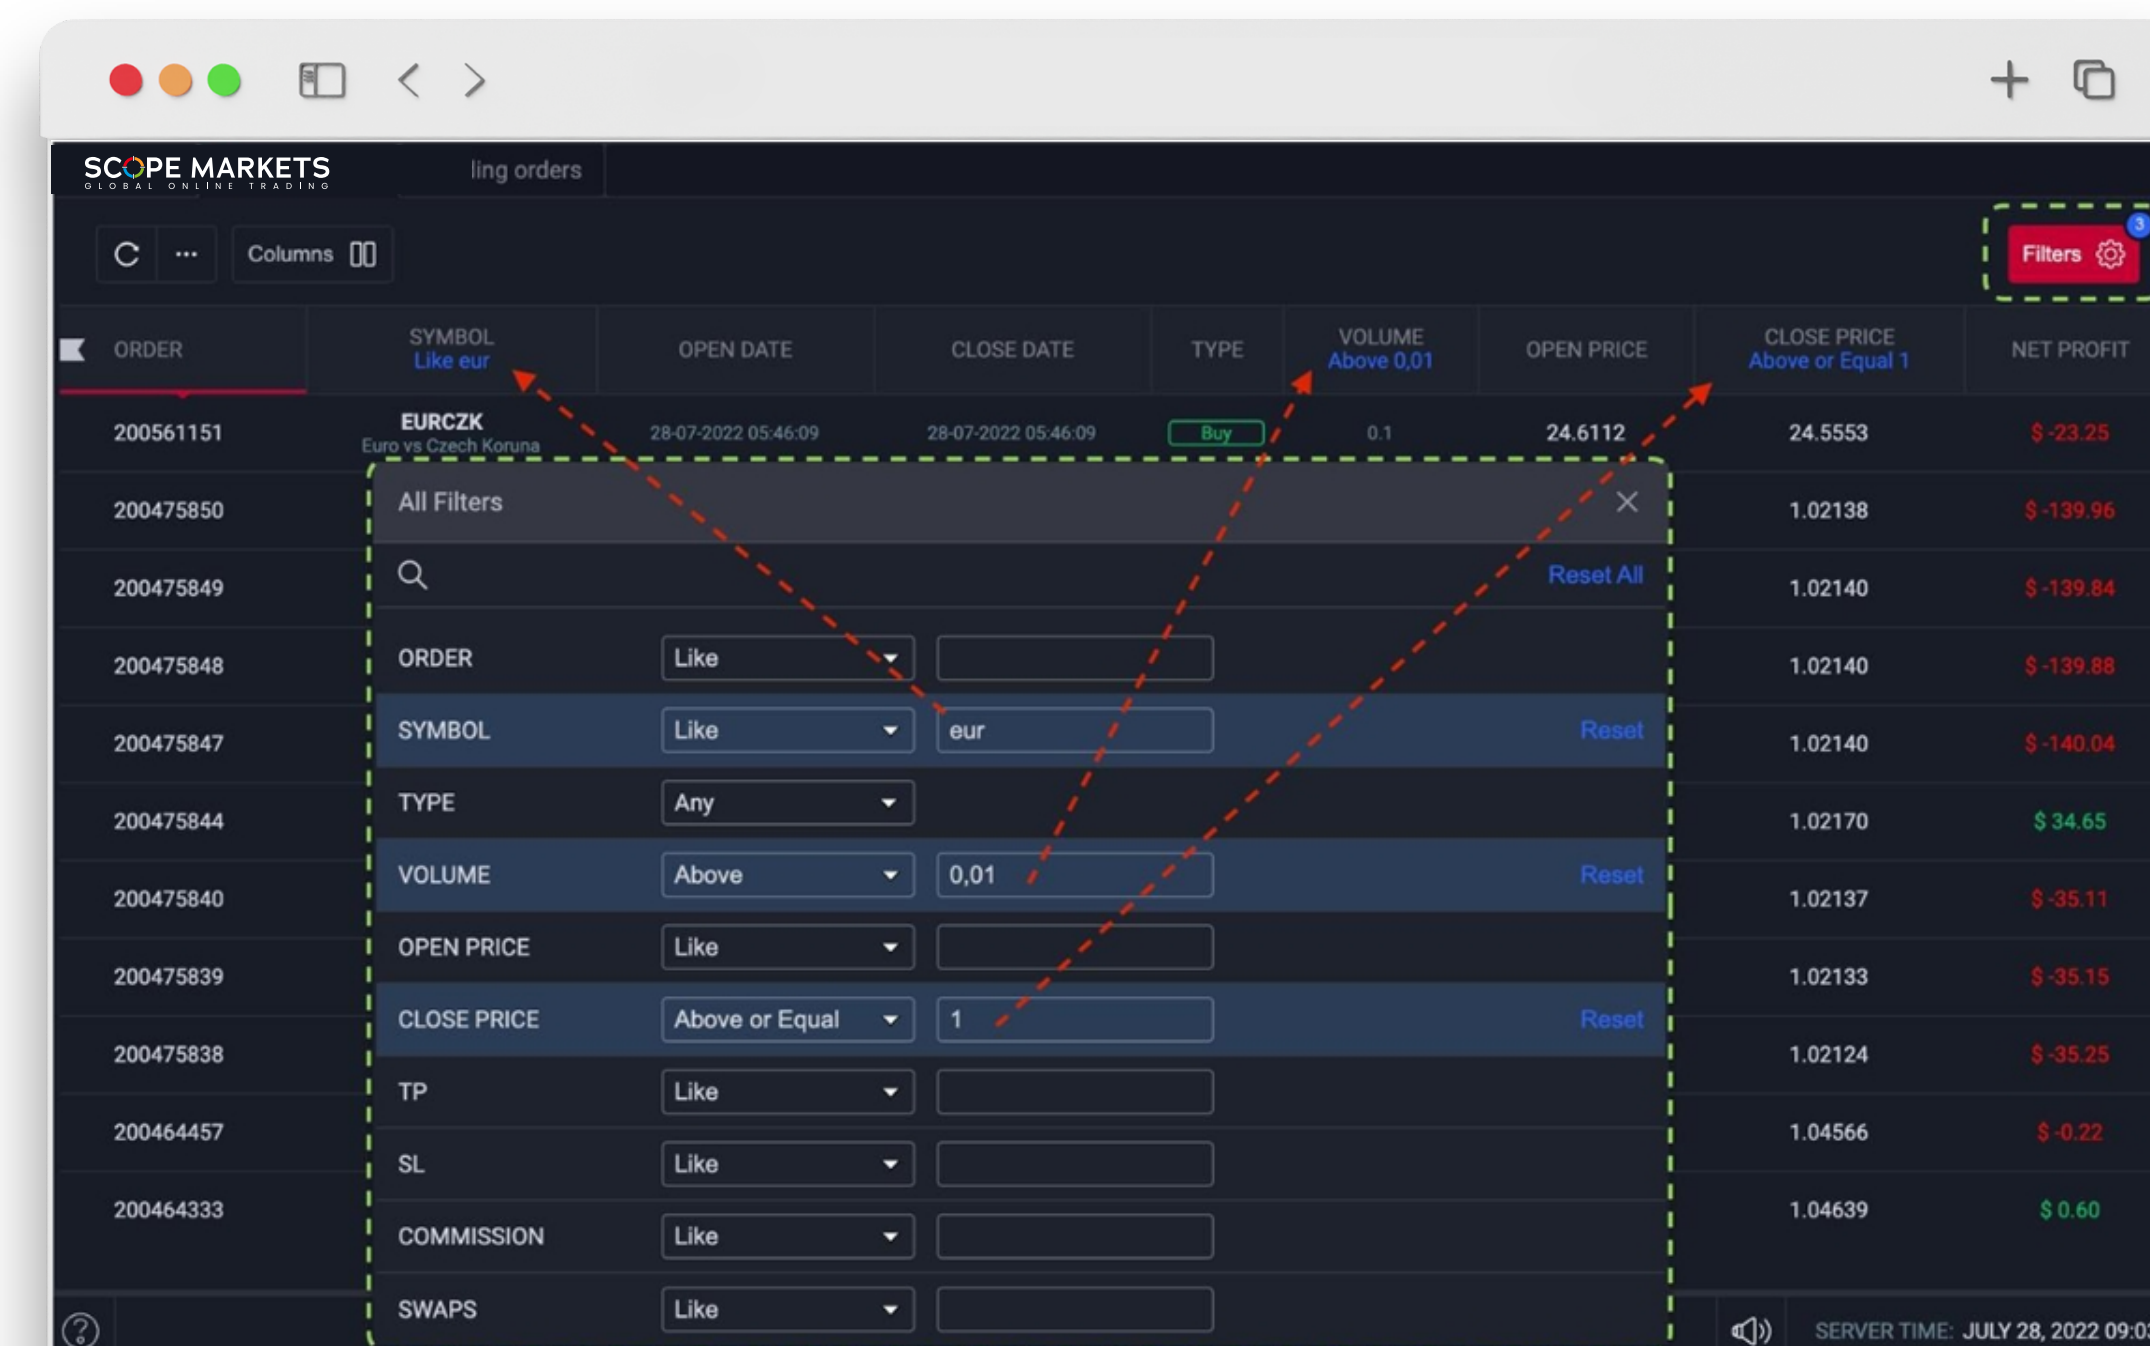 SCOPE MARKETS
GLOBAL ONLINE TRADING
ling orders
Columns
Filters
3
ORDER
SYMBOL
Like eur
OPEN DATE
CLOSE DATE
TYPE
VOLUME
Above 0,01
OPEN PRICE
CLOSE PRICE
Above or Equal 1
NET PROFIT
200561151
EURCZK
Euro vs Czech Koruna
28-07-2022 05:46:09
28-07-2022 05:46:09
Buy
0.1
24.6112
24.5553
$ -23.25
200475850
1.02138
$ -139.96
200475849
1.02140
$ -139.84
200475848
1.02140
$ -139.88
200475847
1.02140
$ -140.04
200475844
1.02170
$ 34.65
200475840
1.02137
$ -35.11
200475839
1.02133
$ -35.15
200475838
1.02124
$ -35.25
200464457
1.04566
$ -0.22
200464333
1.04639
$ 0.60
All Filters
Reset All
ORDER Like
SYMBOL Like eur Reset
TYPE Any
VOLUME Above 0,01 Reset
OPEN PRICE Like
CLOSE PRICE Above or Equal 1 Reset
TP Like
SL Like
COMMISSION Like
SWAPS Like
SERVER TIME: JULY 28, 2022 09:03